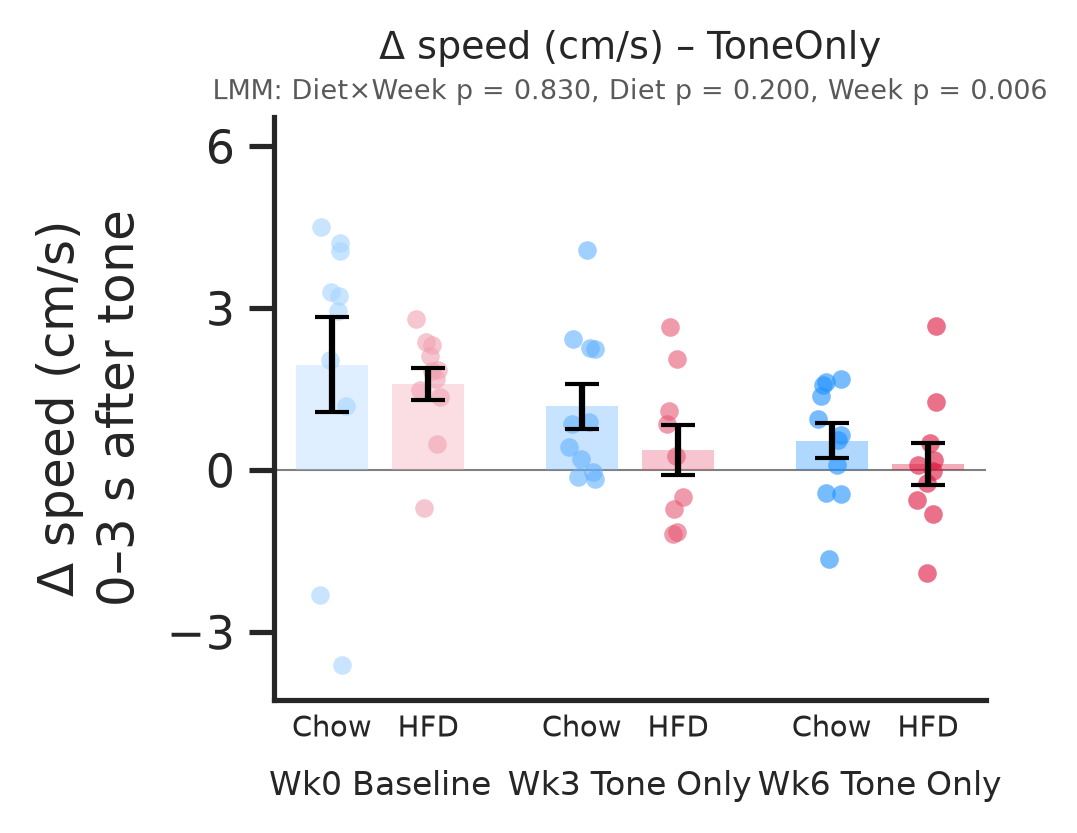 Δ speed (cm/s) – ToneOnly
LMM: Diet×Week p = 0.830, Diet p = 0.200, Week p = 0.006
Δ speed (cm/s)
0–3 s after tone
6
3
0
−3
Chow HFD Chow HFD Chow HFD
Wk0 Baseline Wk3 Tone Only Wk6 Tone Only